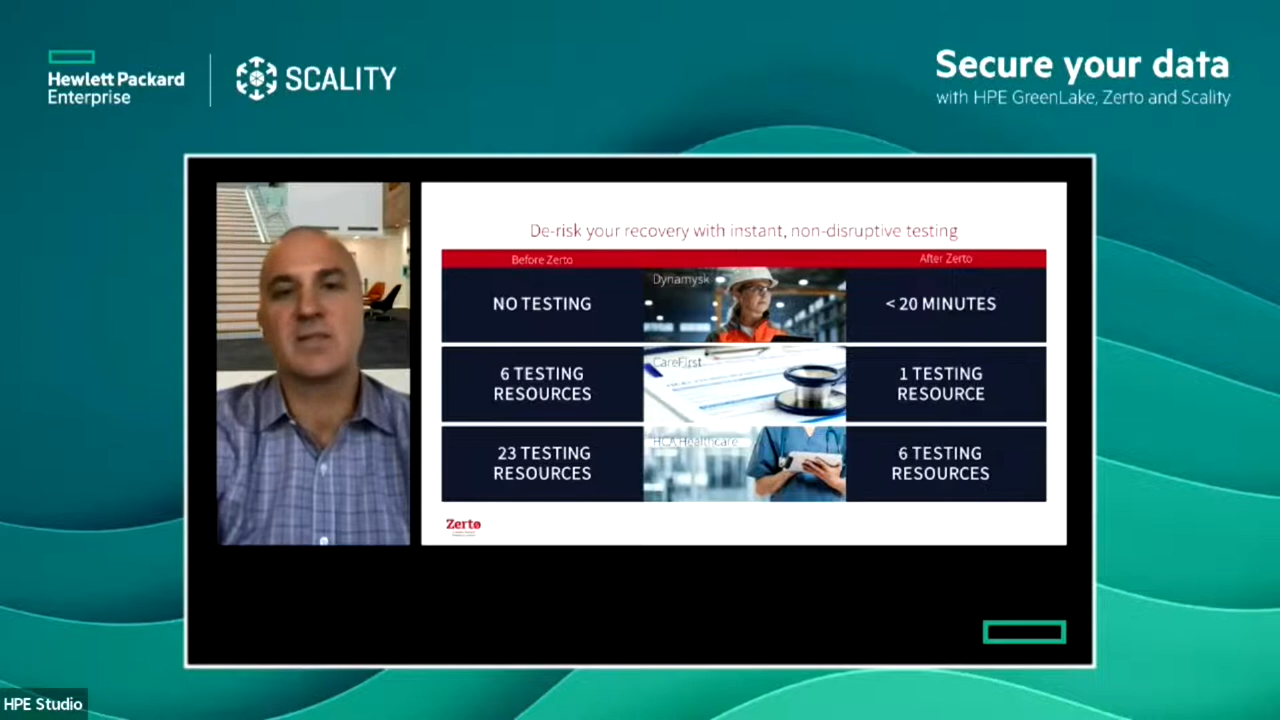 Hewlett Packard
Enterprise
SCALITY
Secure your data
with HPE GreenLake, Zerto and Scality
De-risk your recovery with instant, non-disruptive testing
Before Zerto
After Zerto
NO TESTING
Dynamysk
< 20 MINUTES
6 TESTING
RESOURCES
CareFirst
1 TESTING
RESOURCE
23 TESTING
RESOURCES
HCA Healthcare
6 TESTING
RESOURCES
Zerto
HPE Studio